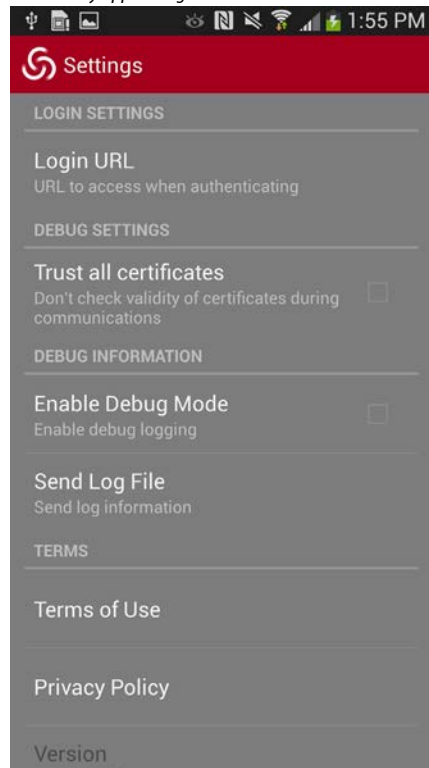 1:55 PM
Settings
LOGIN SETTINGS
Login URL
URL to access when authenticating
DEBUG SETTINGS
Trust all certificates
Don't check validity of certificates during
communications
DEBUG INFORMATION
Enable Debug Mode
Enable debug logging
Send Log File
Send log information
TERMS
Terms of Use
Privacy Policy
Version